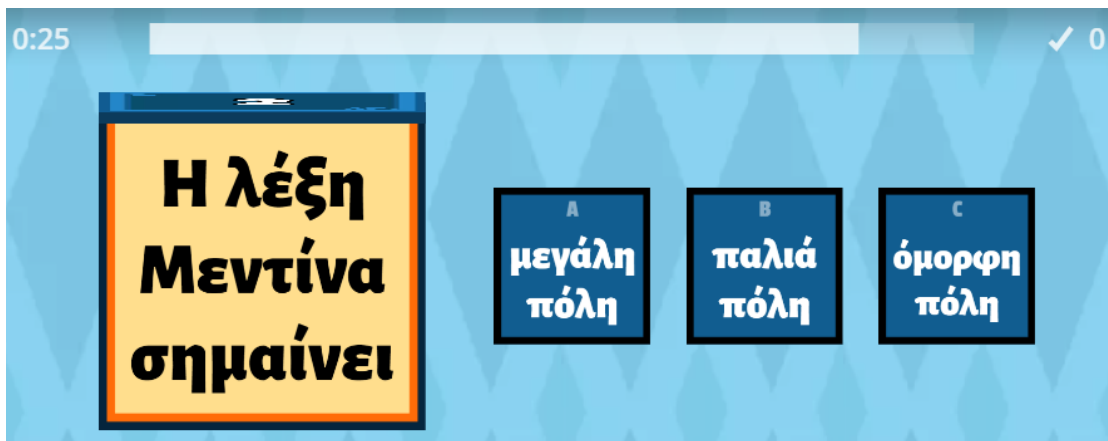 0:25
✓ 0
Η λέξη
Μεντίνα
σημαίνει
A
μεγάλη
πόλη
B
παλιά
πόλη
C
όμορφη
πόλη